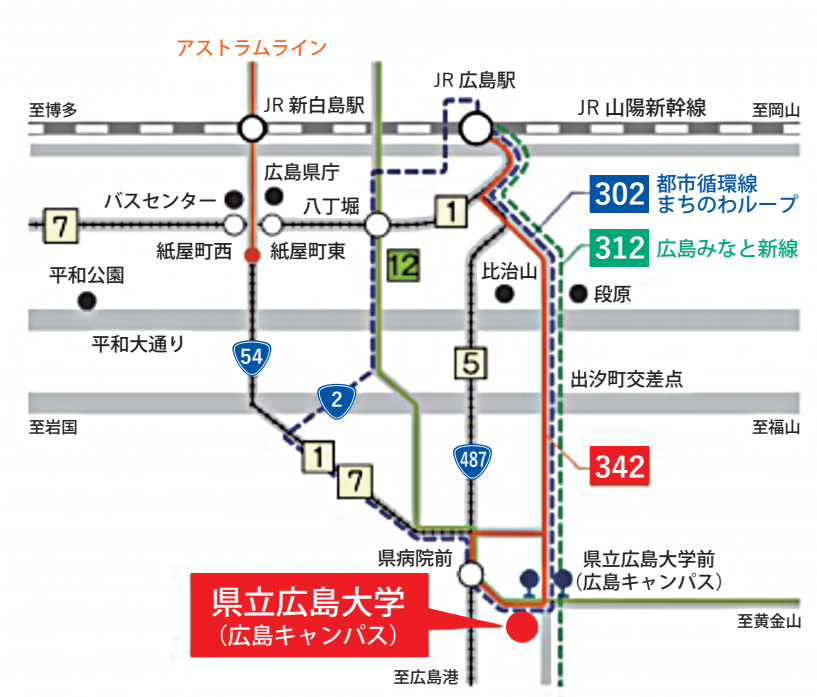 アストラムライン
JR 広島駅
至博多
JR 新白島駅
JR 山陽新幹線
至岡山
広島県庁
バスセンター
八丁堀
1
302
都市循環線
まちのわループ
7
紙屋町西
紙屋町東
12
312
広島みなと新線
平和公園
比治山
段原
平和大通り
54
5
出汐町交差点
2
至岩国
至福山
1
7
487
342
県病院前
県立広島大学前
（広島キャンパス）
県立広島大学
（広島キャンパス）
至黄金山
至広島港